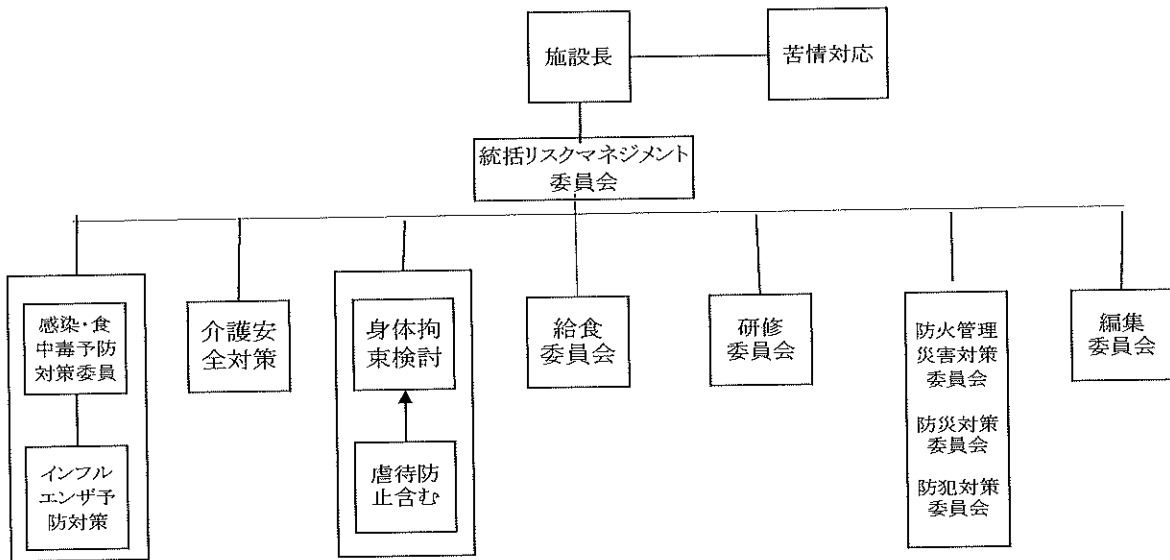 施設長
苦情対応
統括リスクマネジメント
委員会
感染・食
中毒予防
対策委員
インフル
エンザ予
防対策
介護安
全対策
身体拘
束検討
虐待防
止含む
給食
委員会
研修
委員会
防火管理
災害対策
委員会
防災対策
委員会
防犯対策
委員会
編集
委員会